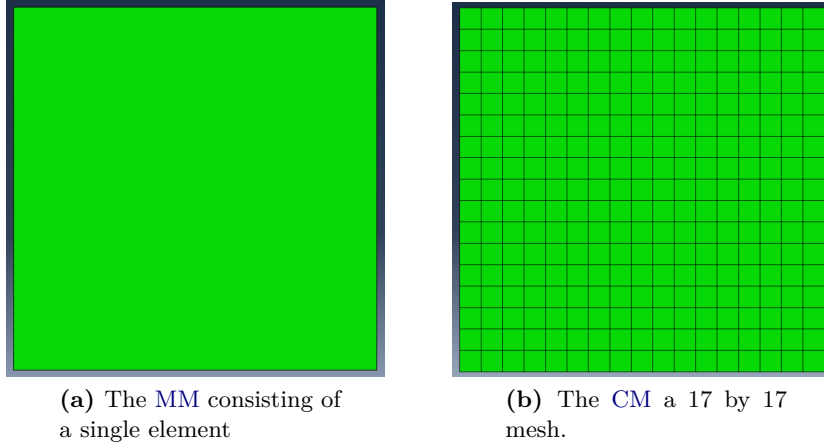 (a) The MM consisting of
a single element
(b) The CM a 17 by 17
mesh.